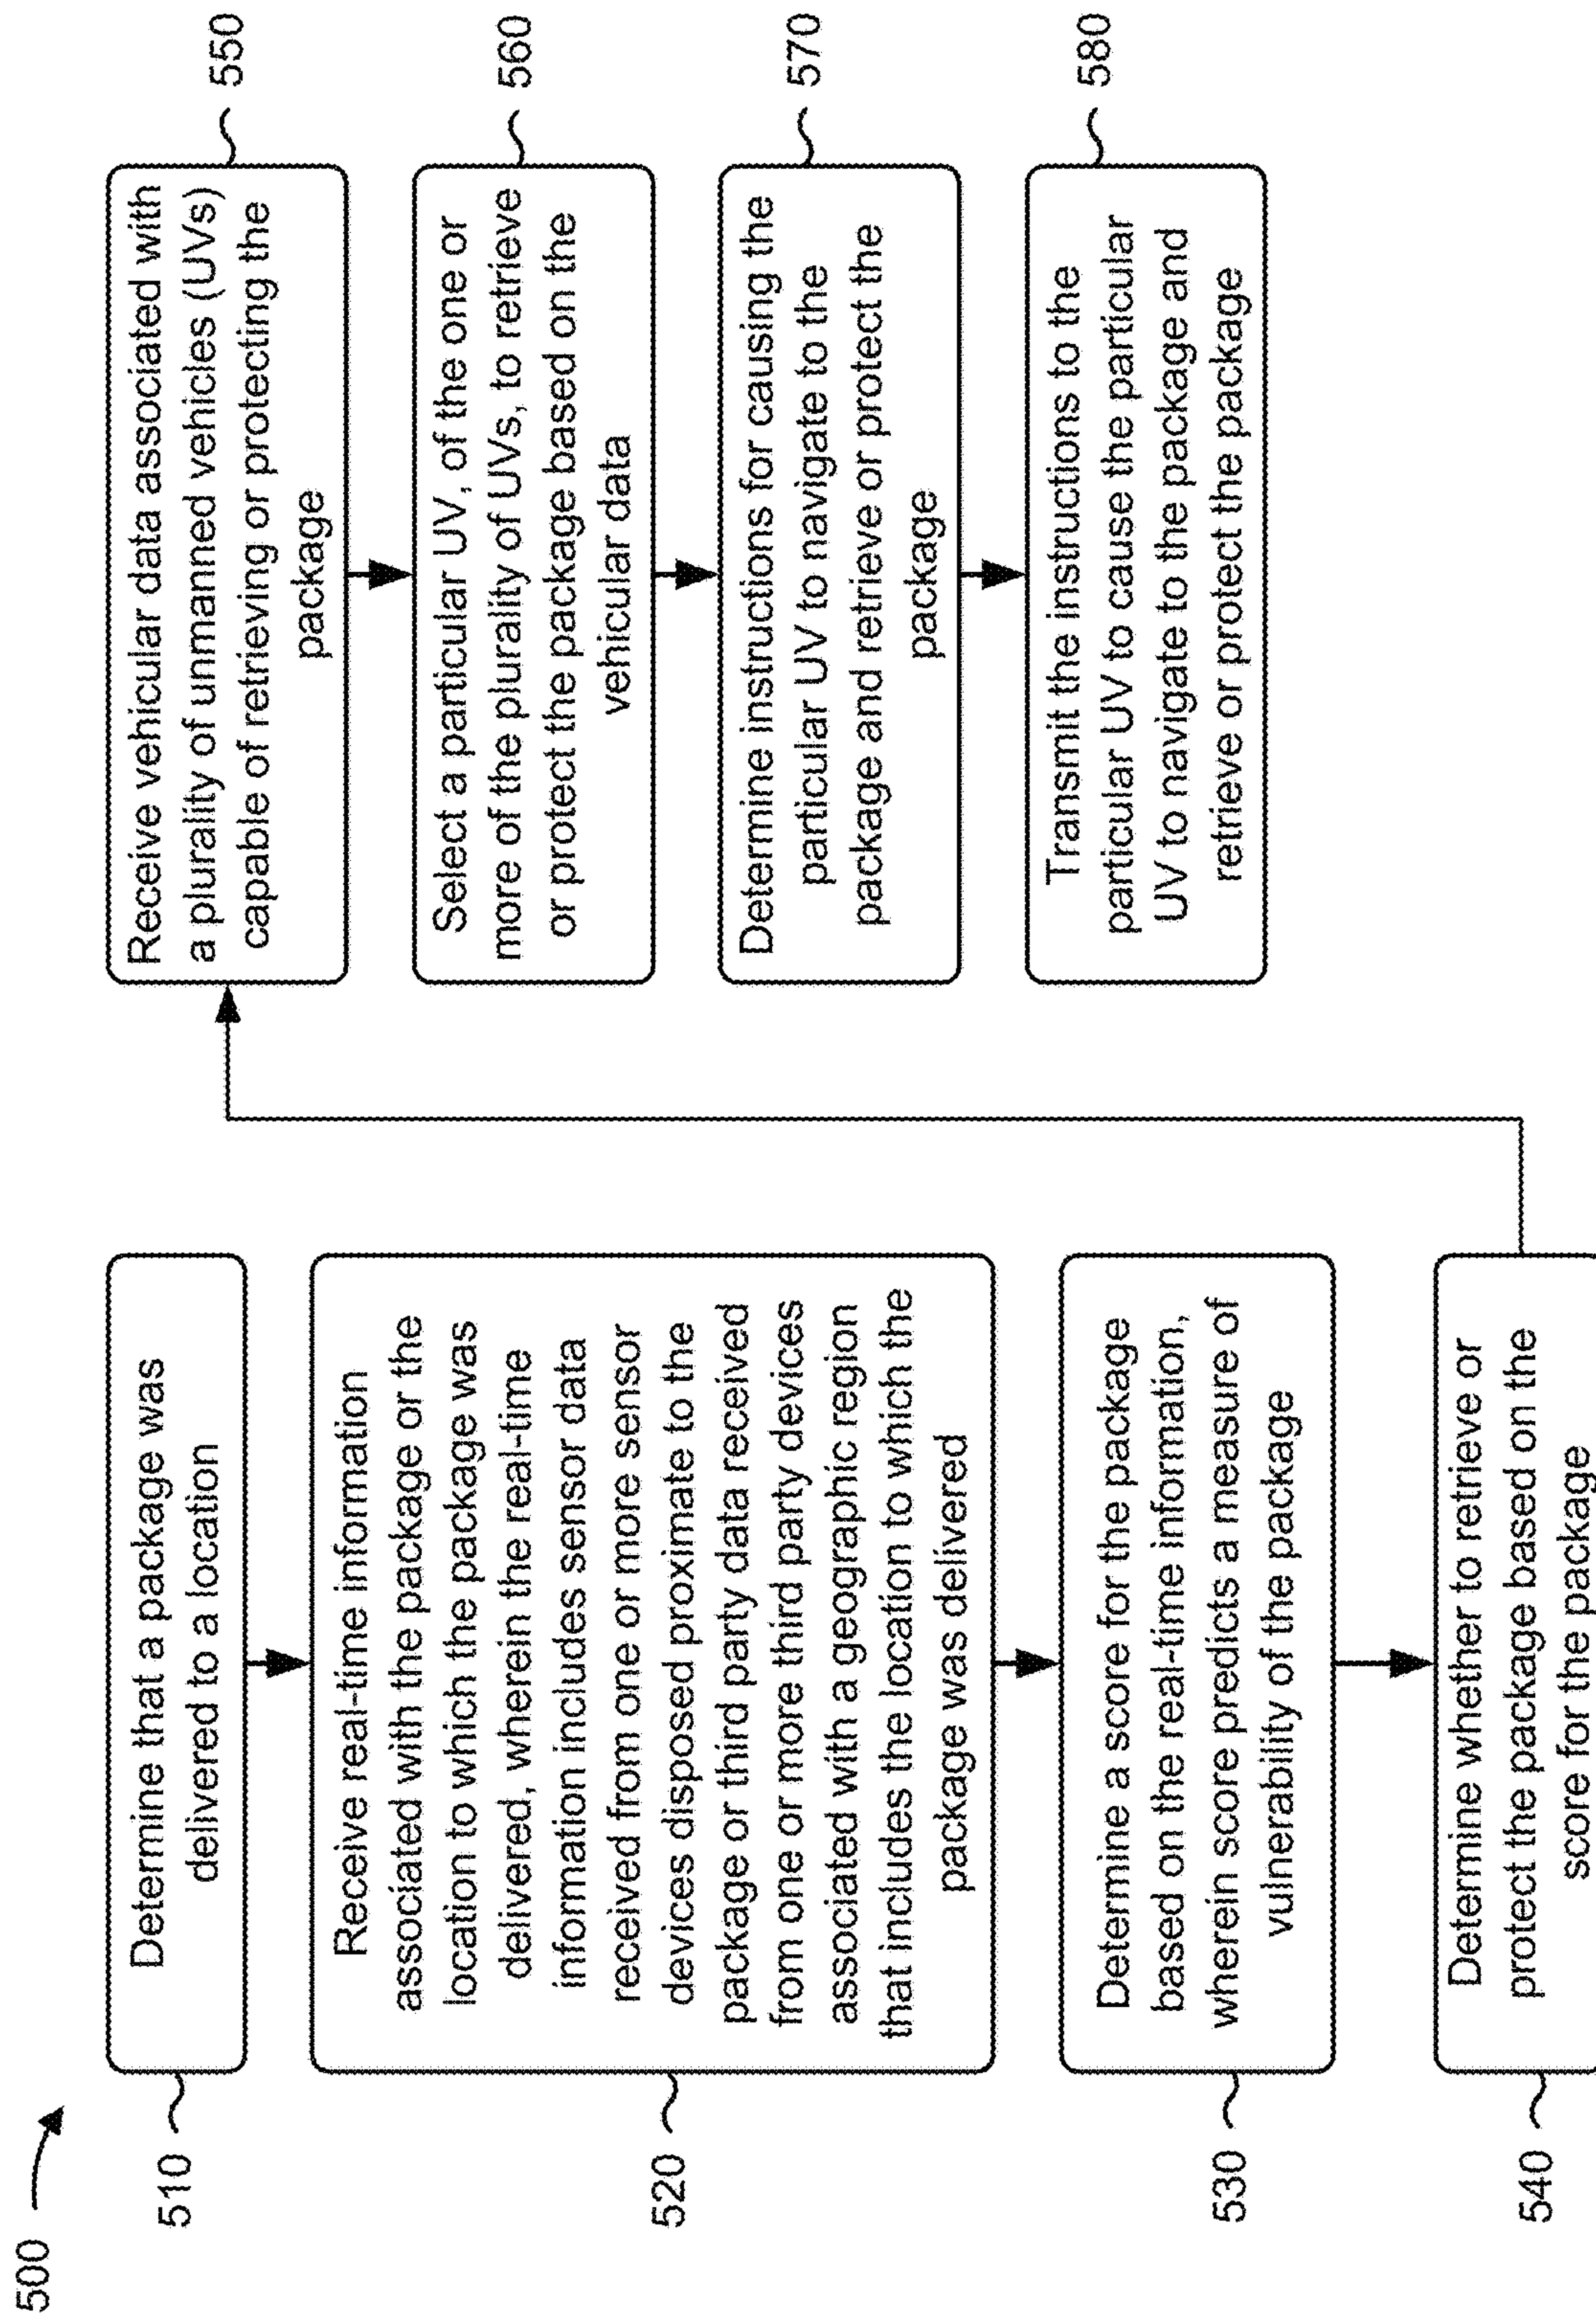 500
510
Determine that a package was
delivered to a location
520
Receive real-time information
associated with the package or the
location to which the package was
delivered, wherein the real-time
information includes sensor data
received from one or more sensor
devices disposed proximate to the
package or third party data received
from one or more third party devices
associated with a geographic region
that includes the location to which the
package was delivered
530
Determine a score for the package
based on the real-time information,
wherein score predicts a measure of
vulnerability of the package
540
Determine whether to retrieve or
protect the package based on the
score for the package
550
Receive vehicular data associated with
a plurality of unmanned vehicles (UVs)
capable of retrieving or protecting the
package
560
Select a particular UV, of the one or
more of the plurality of UVs, to retrieve
or protect the package based on the
vehicular data
570
Determine instructions for causing the
particular UV to navigate to the
package and retrieve or protect the
package
580
Transmit the instructions to the
particular UV to cause the particular
UV to navigate to the package and
retrieve or protect the package